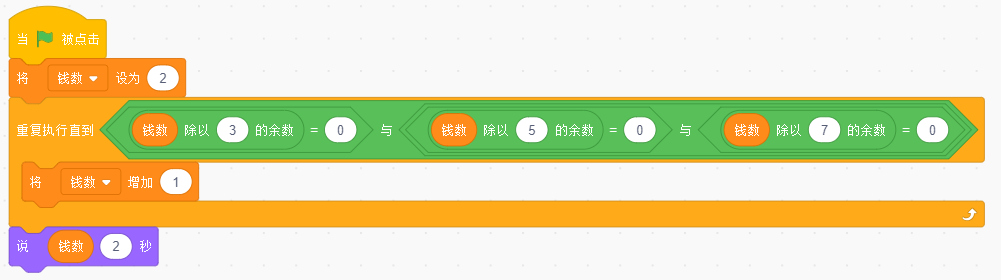 当 被点击
将 钱数 设为 2
重复执行直到 钱数 除以 3 的余数 = 0 与 钱数 除以 5 的余数 = 0 与 钱数 除以 7 的余数 = 0
将 钱数 增加 1
说 钱数 2 秒